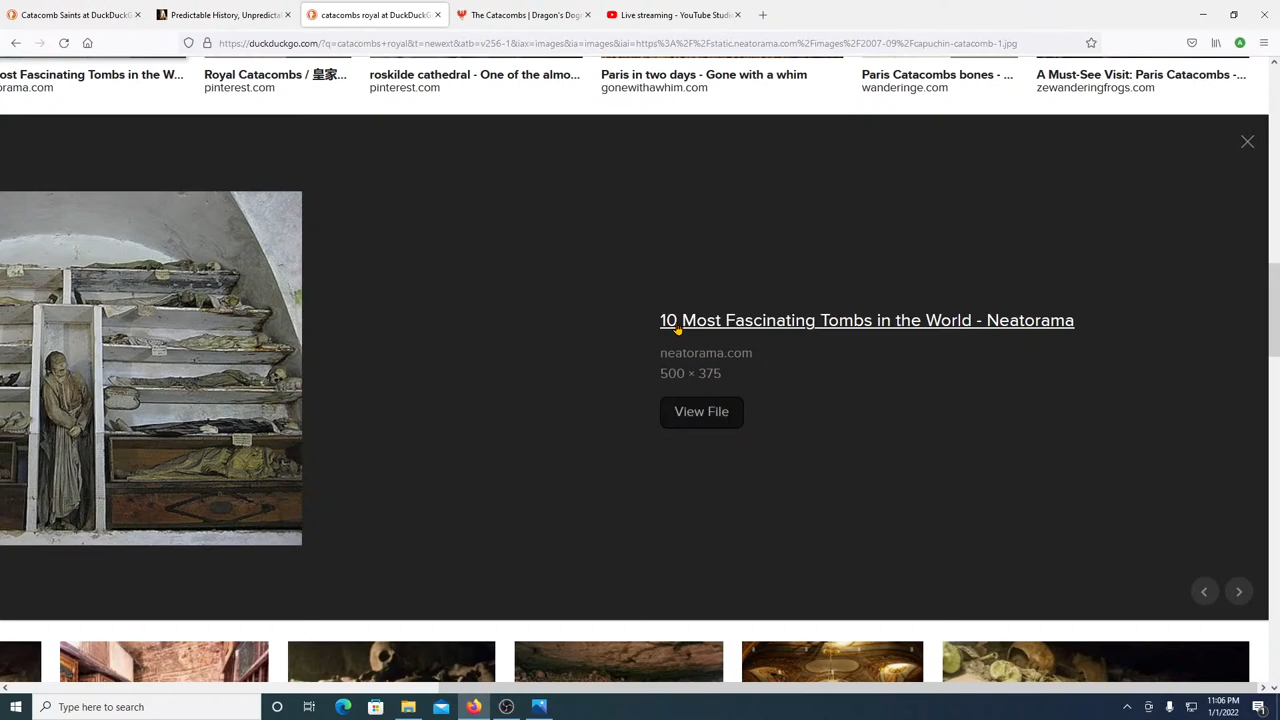 Catacomb Saints at DuckDuckG
Predictable History, Unpredicta
catacombs royal at DuckDuckGo
The Catacombs | Dragon's Dog
Live streaming - YouTube Studi
https://duckduckgo.com/?q=catacombs+royal&t=newext&atb=v256-1&iax=images&ia=images&iai=https%3A%2F%2Fstatic.neatorama.com%2Fimages%2F2007-09%2Fcapuchin-catacomb-1.jpg
ost Fascinating Tombs in the W...
Royal Catacombs / 皇家...
roskilde cathedral - One of the almo...
Paris in two days - Gone with a whim
Paris Catacombs bones - ...
A Must-See Visit: Paris Catacombs -...
orama.com
pinterest.com
pinterest.com
gonewithawhim.com
wanderinge.com
zewanderingfrogs.com
10 Most Fascinating Tombs in the World - Neatorama
neatorama.com
500 × 375
View File
Type here to search
11:06 PM
1/1/2022